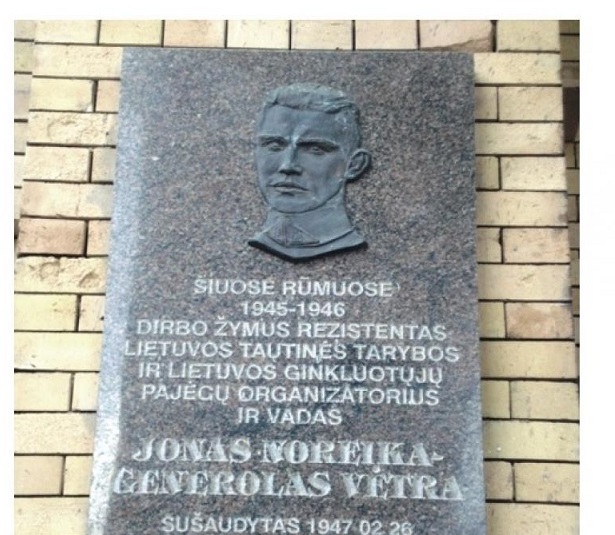 ŠIUOSE RŪMUOSE
1945-1946
DIRBO ŽYMUS REZISTENTAS
LIETUVOS TAUTINĖS TARYBOS
IR LIETUVOS GINKLUOTŲJŲ
PAJĖGŲ ORGANIZATORIUS
IR VADAS
JONAS NOREIKA-
GENEROLAS VĖTRA
SUŠAUDYTAS 1947 02 26